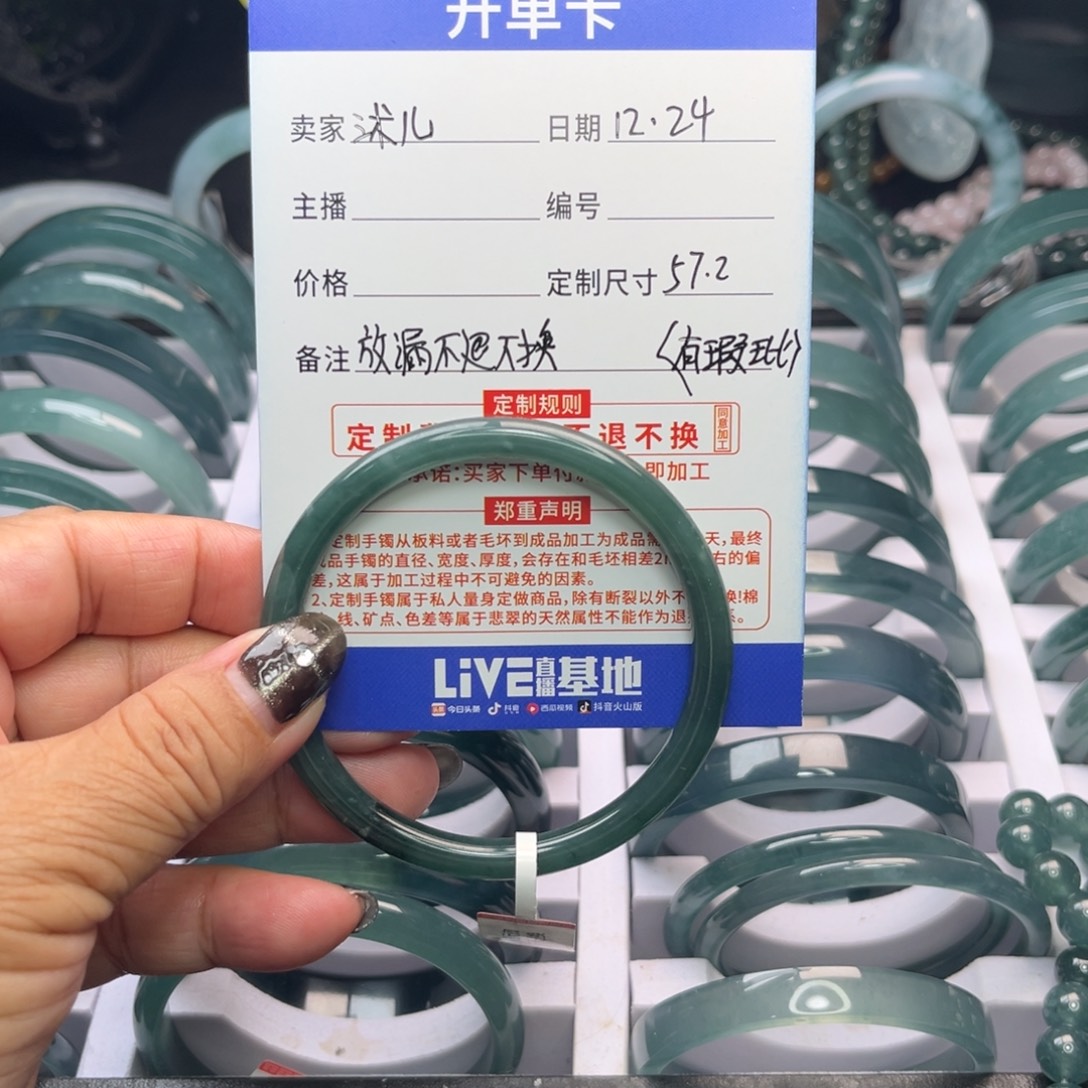 开单卡
卖家 沭儿 日期 12.24
主播 编号
价格 定制尺寸 57.2
备注 放漏不退不换 (有瑕疵)
定制规则
定制 不退不换 同意加工
承诺:买家下单付 即加工
郑重声明
定制手镯从板料或者毛坯到成品加工为成品需 天,最终
品手镯的直径、宽度、厚度,会存在和毛坯相差2 右的偏
差,这属于加工过程中不可避免的因素。
2、定制手镯属于私人量身定做商品,除有断裂以外不 换!棉
线、矿点、色差等属于翡翠的天然属性不能作为退 系。
LiVE直播基地
头条 今日头条 抖音 西瓜视频 抖音火山版